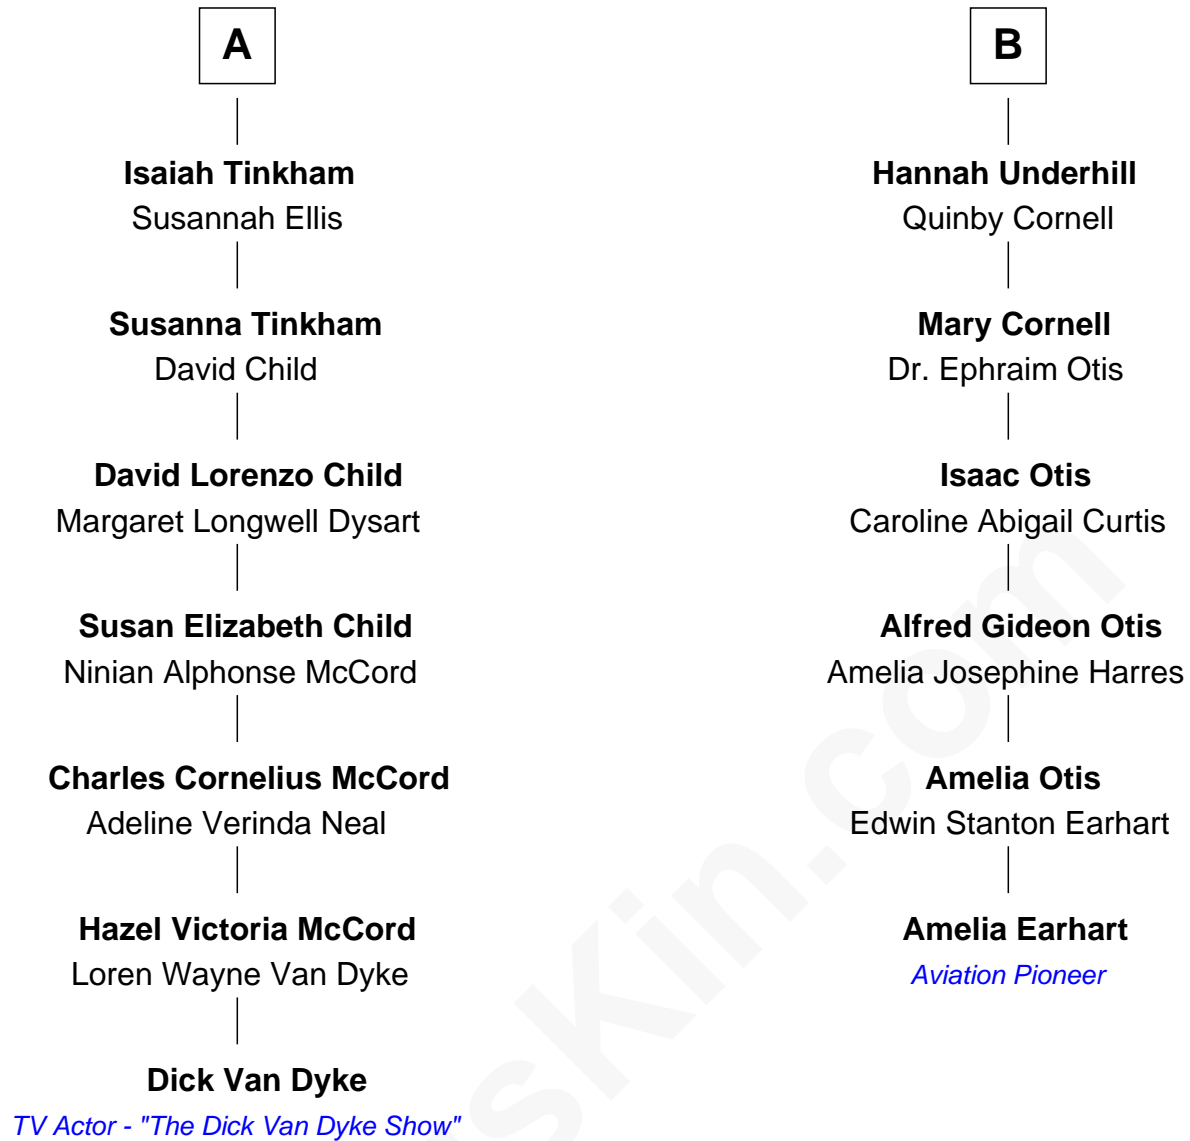 A
Isaiah Tinkham
Susannah Ellis
Susanna Tinkham
David Child
David Lorenzo Child
Margaret Longwell Dysart
Susan Elizabeth Child
Ninian Alphonse McCord
Charles Cornelius McCord
Adeline Verinda Neal
Hazel Victoria McCord
Loren Wayne Van Dyke
Dick Van Dyke
TV Actor - "The Dick Van Dyke Show"
B
Hannah Underhill
Quinby Cornell
Mary Cornell
Dr. Ephraim Otis
Isaac Otis
Caroline Abigail Curtis
Alfred Gideon Otis
Amelia Josephine Harres
Amelia Otis
Edwin Stanton Earhart
Amelia Earhart
Aviation Pioneer
sKin.com